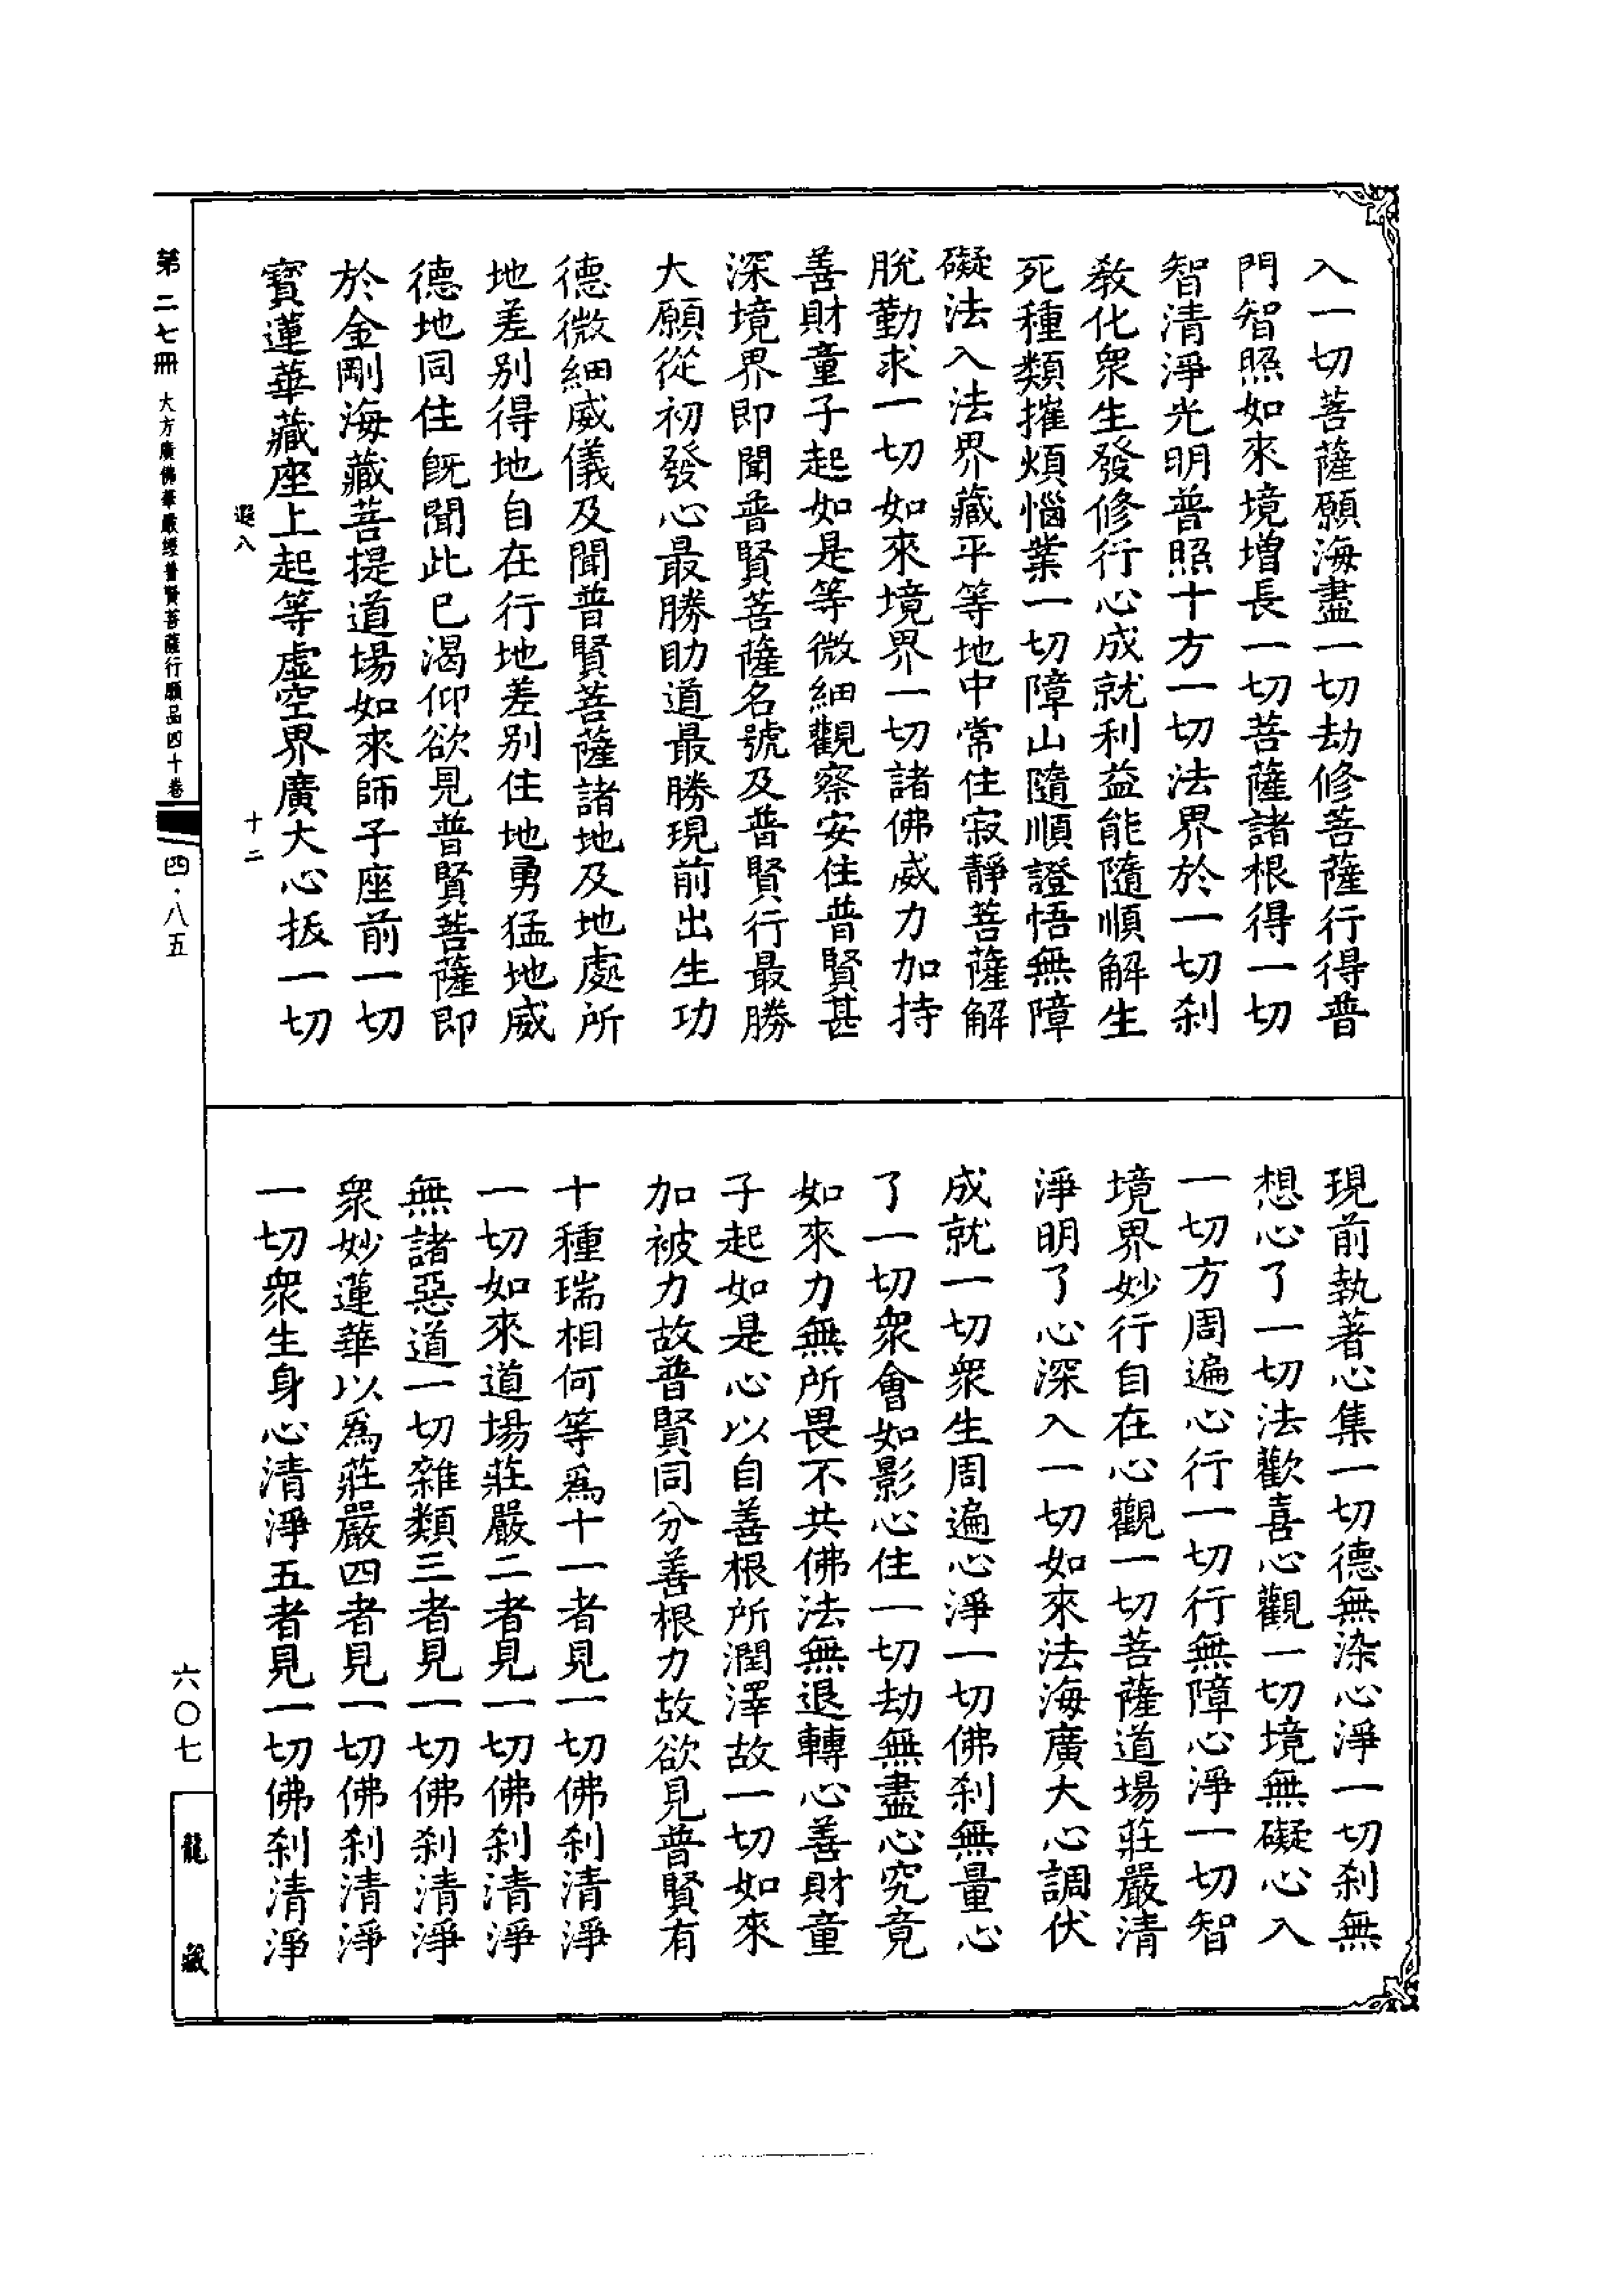 入一切菩薩願海盡一切劫修菩薩行得普
門智照如來境增長一切菩薩諸根得一切
智清淨光明普照十方一切法界於一切剎
教化衆生發修行心成就利益能隨順解生
死種類摧煩惱業一切障山隨順證悟無障
礙法入法界藏平等地中常住寂靜菩薩解
脫勤求一切如來境界一切諸佛威力加持
善財童子起如是等微細觀察安住普賢甚
深境界即聞普賢菩薩名號及普賢行最勝
大願從初發心最勝助道最勝現前出生功
德微細威儀及聞普賢菩薩諸地及地處所
地差別得地自在行地差別住地勇猛地威
德地同住既聞此已渴仰欲見普賢菩薩即
於金剛海藏菩提道場如來師子座前一切
寶蓮華藏座上起等虛空界廣大心扳一切
現前執著心集一切德無染心淨一切剎無
想心了一切法歡喜心觀一切境無礙心入
一切方周遍心行一切行無障心淨一切智
境界妙行自在心觀一切菩薩道場莊嚴清
淨明了心深入一切如來法海廣大心調伏
成就一切衆生周遍心淨一切佛剎無量心
了一切衆會如影心住一切劫無盡心究竟
如來力無所畏不共佛法無退轉心善財童
子起如是心以自善根所潤澤故一切如來
加被力故普賢同分善根力故欲見普賢有
十種瑞相何等爲十一者見一切佛剎清淨
一切如來道場莊嚴二者見一切佛剎清淨
無諸惡道一切雜類三者見一切佛剎清淨
衆妙蓮華以爲莊嚴四者見一切佛剎清淨
一切衆生身心清淨五者見一切佛剎清淨
遐八
十二
第二七冊 大方廣佛華嚴經普賢菩薩行願品四十卷
四·八五
六〇七
龍藏